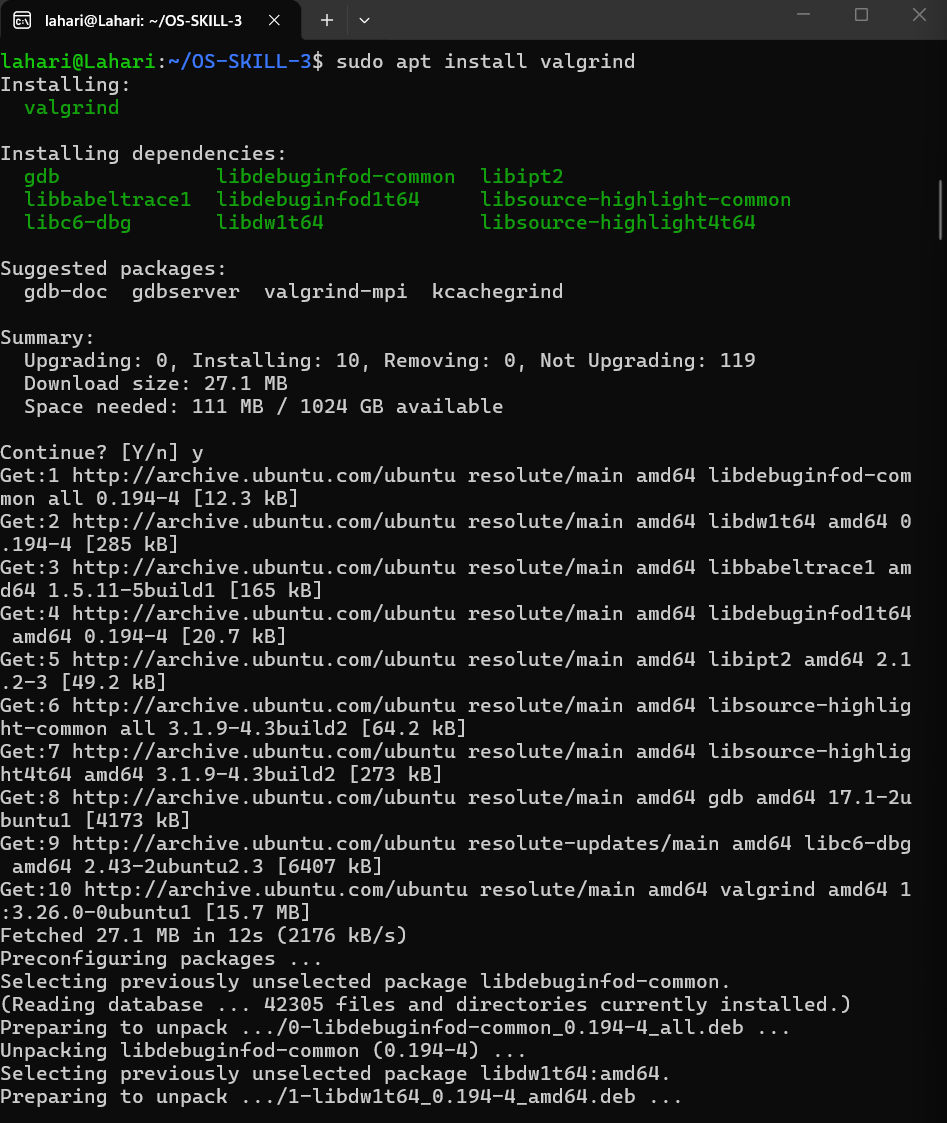 lahari@Lahari: ~/OS-SKILL-3
lahari@Lahari:~/OS-SKILL-3$ sudo apt install valgrind
Installing:
  valgrind

Installing dependencies:
  gdb             libdebuginfod-common  libipt2
  libbabeltrace1  libdebuginfod1t64     libsource-highlight-common
  libc6-dbg       libdw1t64             libsource-highlight4t64

Suggested packages:
  gdb-doc  gdbserver  valgrind-mpi  kcachegrind

Summary:
  Upgrading: 0, Installing: 10, Removing: 0, Not Upgrading: 119
  Download size: 27.1 MB
  Space needed: 111 MB / 1024 GB available

Continue? [Y/n] y
Get:1 http://archive.ubuntu.com/ubuntu resolute/main amd64 libdebuginfod-com
mon all 0.194-4 [12.3 kB]
Get:2 http://archive.ubuntu.com/ubuntu resolute/main amd64 libdw1t64 amd64 0
.194-4 [285 kB]
Get:3 http://archive.ubuntu.com/ubuntu resolute/main amd64 libbabeltrace1 am
d64 1.5.11-5build1 [165 kB]
Get:4 http://archive.ubuntu.com/ubuntu resolute/main amd64 libdebuginfod1t64
 amd64 0.194-4 [20.7 kB]
Get:5 http://archive.ubuntu.com/ubuntu resolute/main amd64 libipt2 amd64 2.1
.2-3 [49.2 kB]
Get:6 http://archive.ubuntu.com/ubuntu resolute/main amd64 libsource-highlig
ht-common all 3.1.9-4.3build2 [64.2 kB]
Get:7 http://archive.ubuntu.com/ubuntu resolute/main amd64 libsource-highlig
ht4t64 amd64 3.1.9-4.3build2 [273 kB]
Get:8 http://archive.ubuntu.com/ubuntu resolute/main amd64 gdb amd64 17.1-2u
buntu1 [4173 kB]
Get:9 http://archive.ubuntu.com/ubuntu resolute-updates/main amd64 libc6-dbg
 amd64 2.43-2ubuntu2.3 [6407 kB]
Get:10 http://archive.ubuntu.com/ubuntu resolute/main amd64 valgrind amd64 1
:3.26.0-0ubuntu1 [15.7 MB]
Fetched 27.1 MB in 12s (2176 kB/s)
Preconfiguring packages ...
Selecting previously unselected package libdebuginfod-common.
(Reading database ... 42305 files and directories currently installed.)
Preparing to unpack .../0-libdebuginfod-common_0.194-4_all.deb ...
Unpacking libdebuginfod-common (0.194-4) ...
Selecting previously unselected package libdw1t64:amd64.
Preparing to unpack .../1-libdw1t64_0.194-4_amd64.deb ...